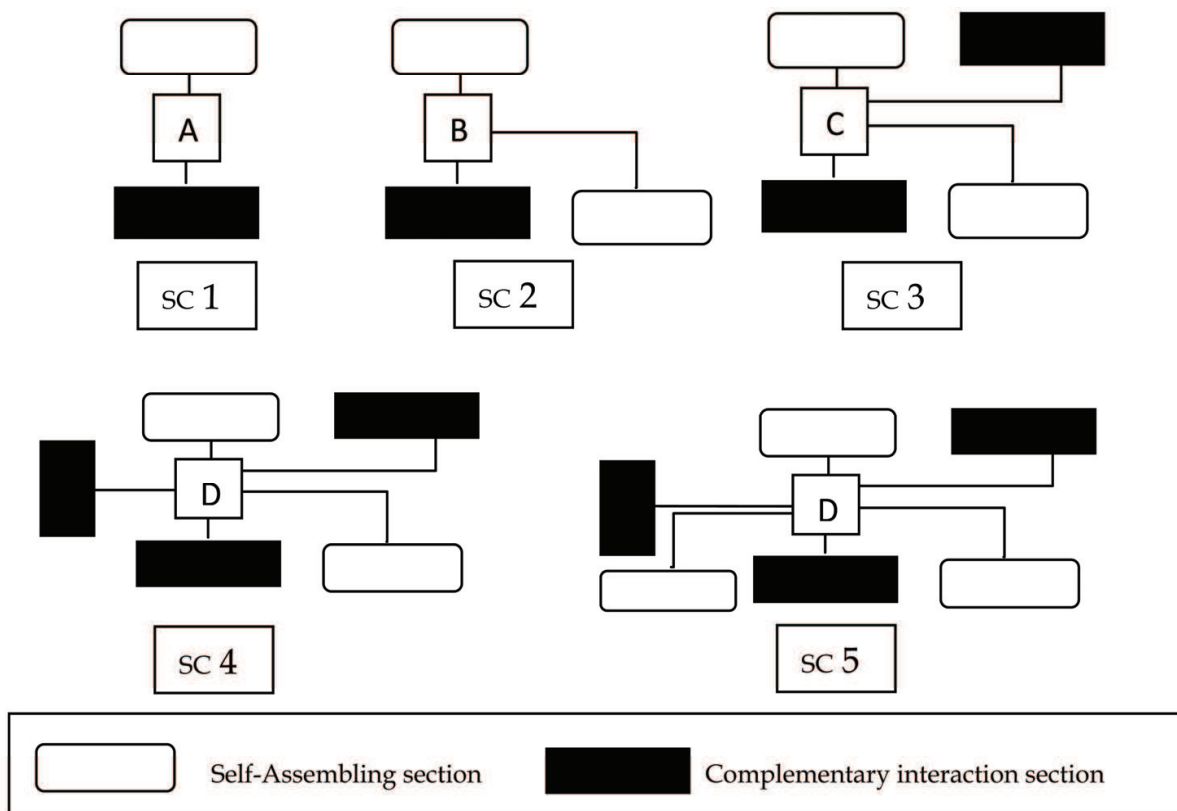 A
B
C
SC 1
SC 2
SC 3
D
D
SC 4
SC 5
Self-Assembling section
Complementary interaction section